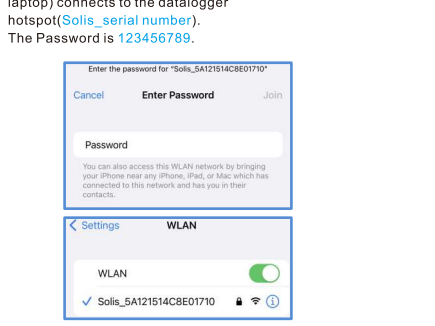 laptop) connects to the datalogger
hotspot(Solis_serial number).
The Password is 123456789.
Enter the password for "Solis_5A121514C8E01710"
Cancel Enter Password Join
Password
You can also access this WLAN network by bringing
your iPhone near any iPhone, iPad, or Mac which has
connected to this network and has you in their
contacts.
Settings WLAN
WLAN
Solis_5A121514C8E01710